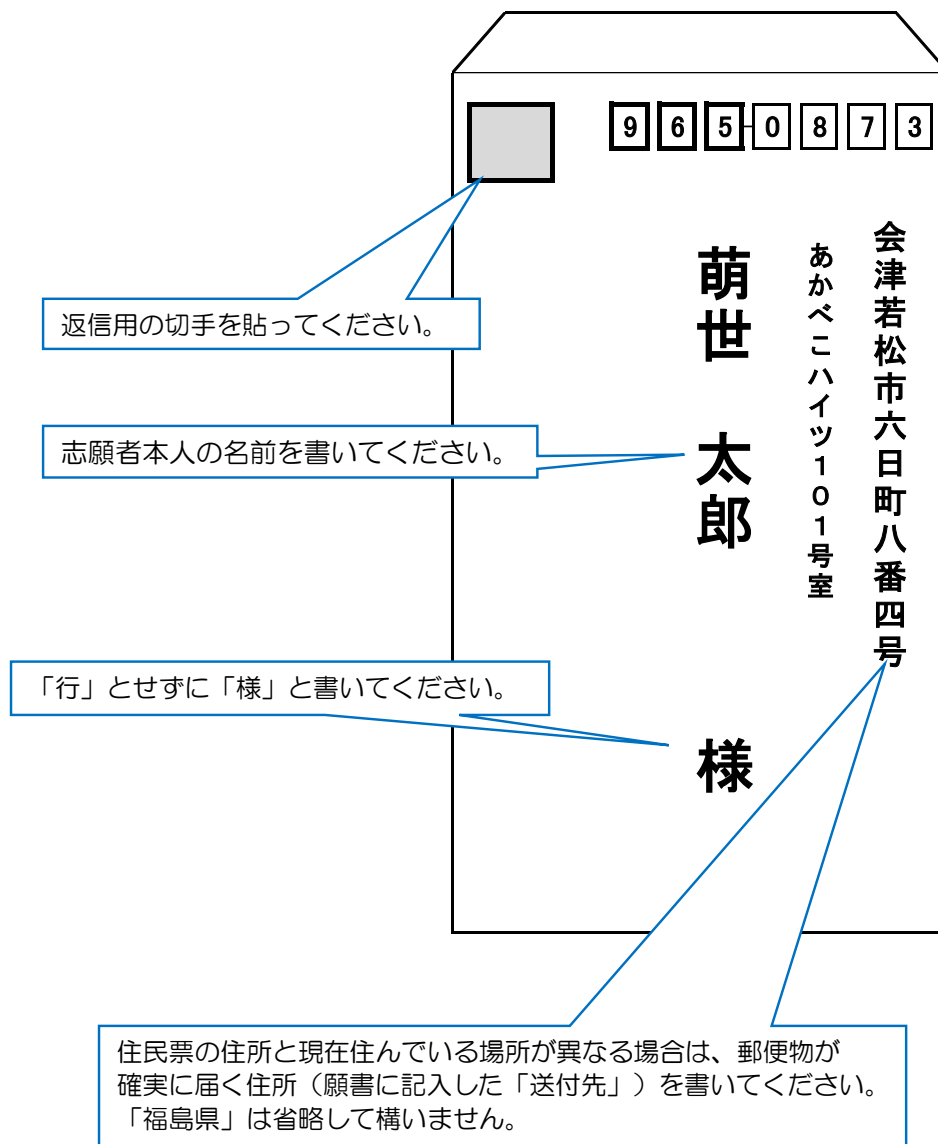 965-0873
会津若松市六日町八番四号
あかべこハイツ101号室
萌世 太郎 様
返信用の切手を貼ってください。
志願者本人の名前を書いてください。
「行」とせずに「様」と書いてください。
住民票の住所と現在住んでいる場所が異なる場合は、郵便物が
確実に届く住所（願書に記入した「送付先」）を書いてください。
「福島県」は省略して構いません。